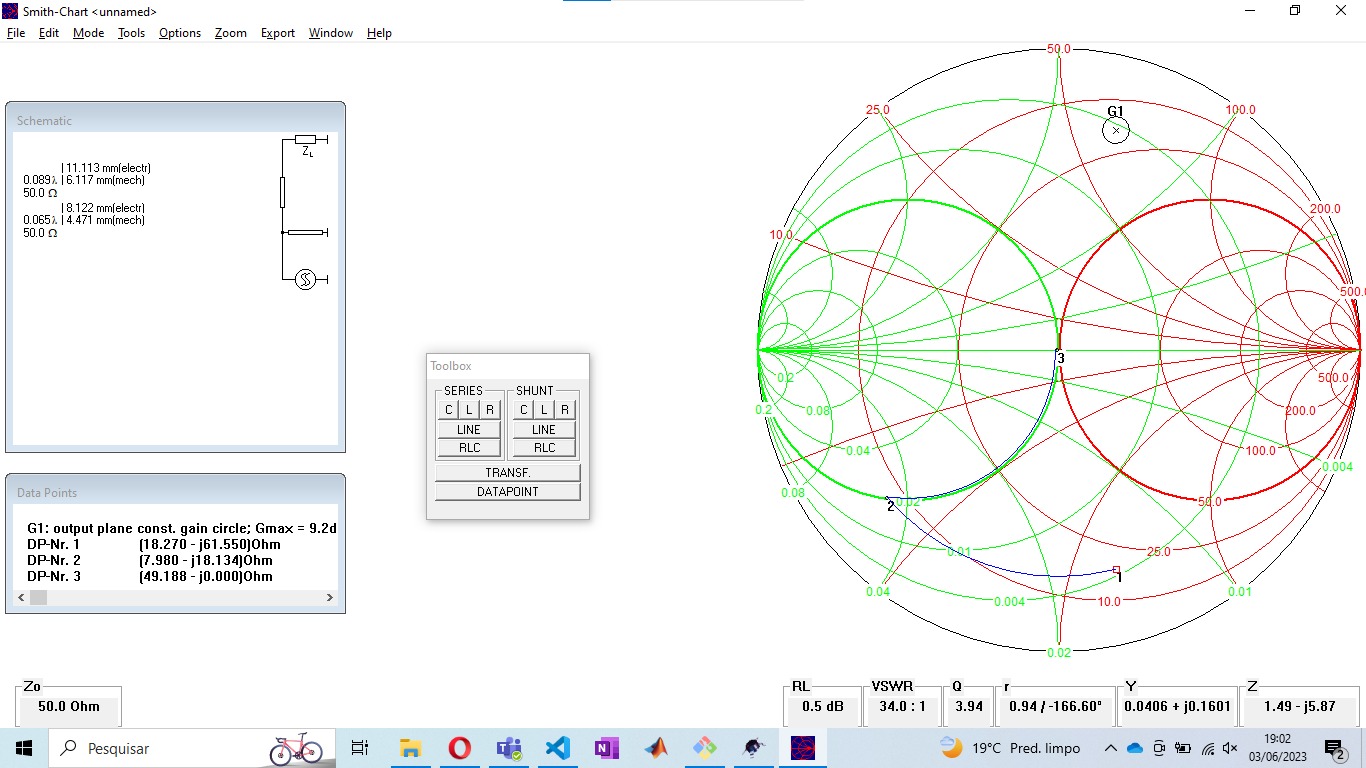 Smith-Chart <unnamed>
File Edit Mode Tools Options Zoom Export Window Help
Schematic
ZL
| 11.113 mm(electr)
0.089λ | 6.117 mm(mech)
50.0 Ω
| 8.122 mm(electr)
0.065λ | 4.471 mm(mech)
50.0 Ω
Data Points
G1: output plane const. gain circle; Gmax = 9.2d
DP-Nr. 1 (18.270 - j61.550)Ohm
DP-Nr. 2 (7.980 - j18.134)Ohm
DP-Nr. 3 (49.188 - j0.000)Ohm
Toolbox
SERIES SHUNT
C L R C L R
LINE LINE
RLC RLC
TRANSF.
DATAPOINT
50.0
25.0 G1 100.0
200.0
10.0
500.0
3
0.2 500.0
0.2 0.08 200.0
0.04 100.0
0.004
0.08
2 0.02 50.0
0.01 25.0
1
0.04 0.004 10.0 0.01
0.02
Zo
50.0 Ohm
RL VSWR Q r Y Z
0.5 dB 34.0 : 1 3.94 0.94 / -166.60° 0.0406 + j0.1601 1.49 - j5.87
Pesquisar
19°C Pred. limpo
19:02
03/06/2023
2